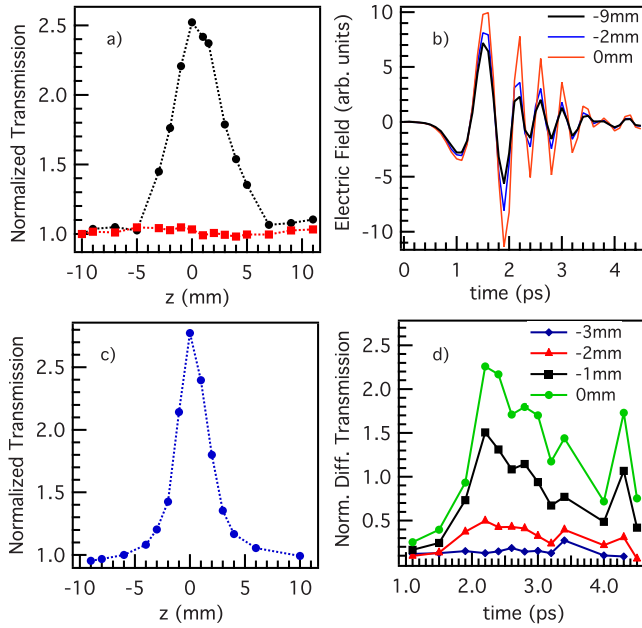 a)
Normalized Transmission
2.5
2.0
1.5
1.0
-10
-5
0
5
10
z (mm)
b)
-9mm
-2mm
0mm
Electric Field (arb. units)
10
5
0
-5
-10
0
1
2
3
4
time (ps)
c)
Normalized Transmission
2.5
2.0
1.5
1.0
-10
-5
0
5
10
z (mm)
d)
-3mm
-2mm
-1mm
0mm
Norm. Diff. Transmission
2.5
2.0
1.5
1.0
0.5
1.0
2.0
3.0
4.0
time (ps)